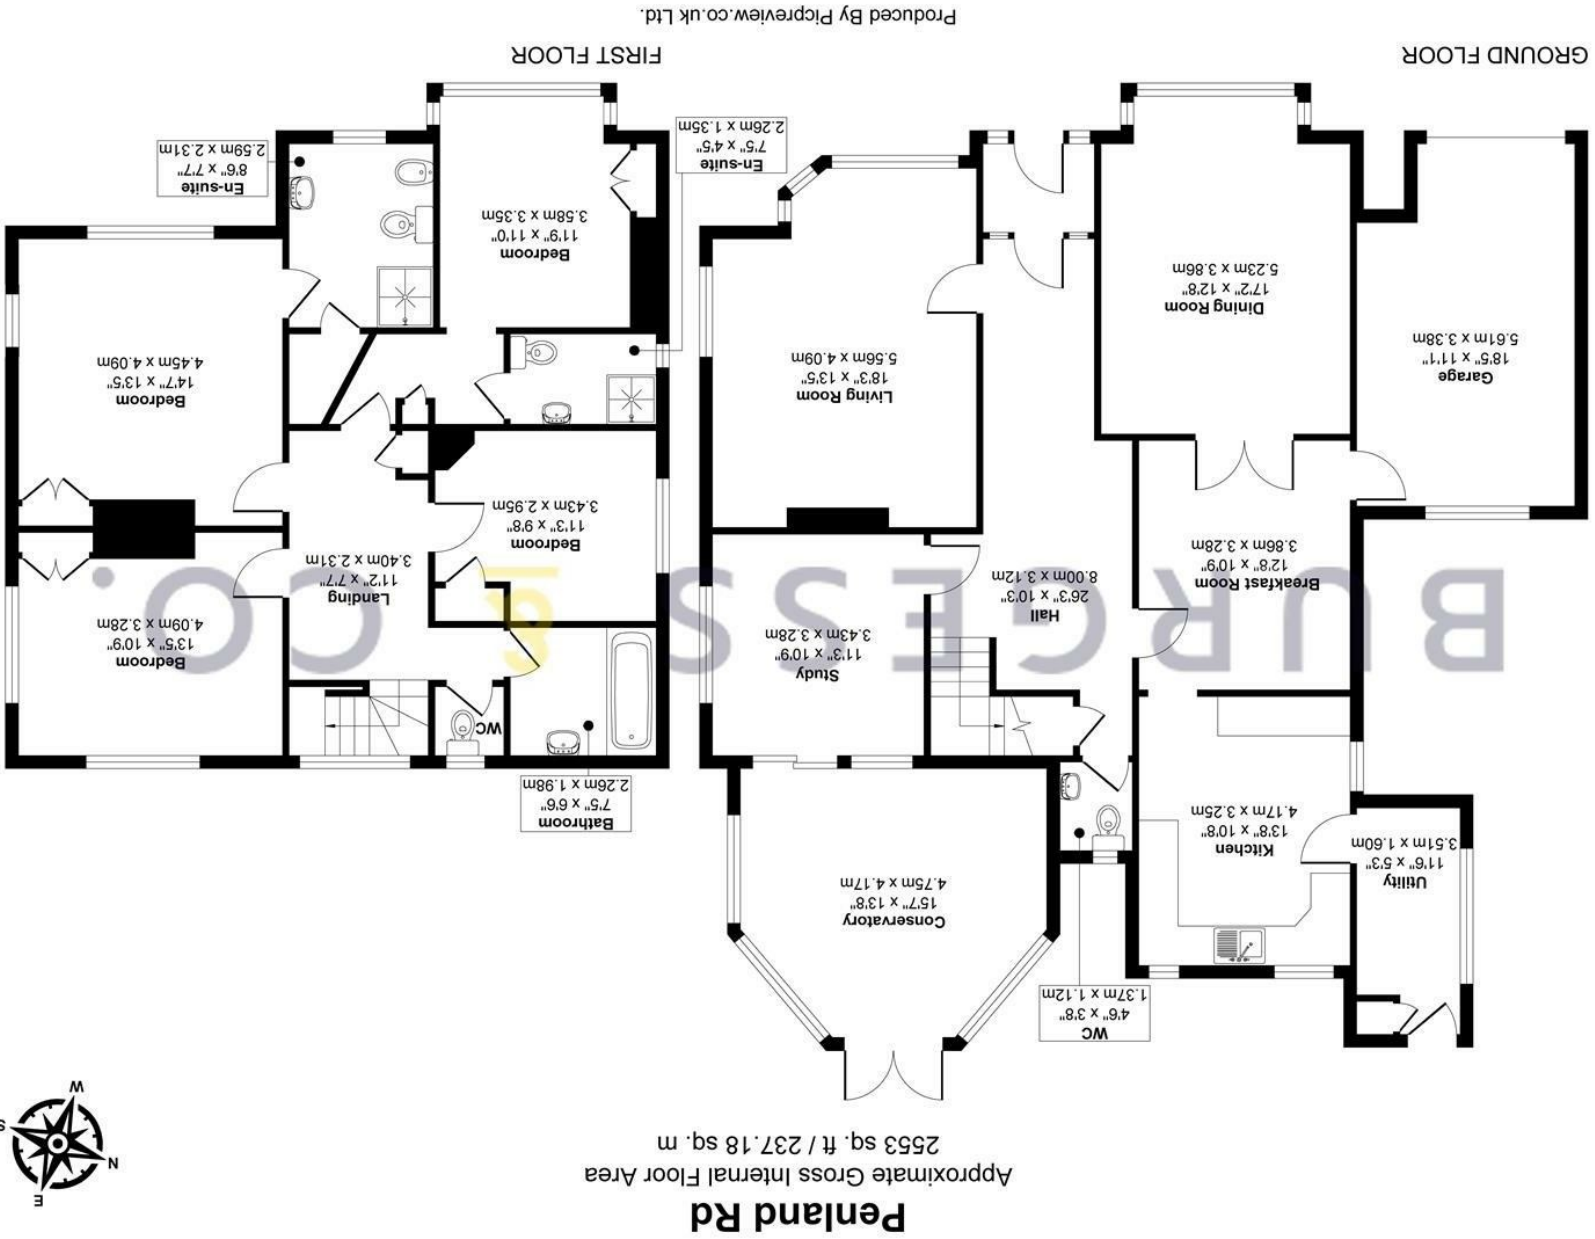 Penland Rd
Approximate Gross Internal Floor Area
2553 sq. ft / 237.18 sq. m
E
N
S
W
WC
4'6" x 3'8"
1.37m x 1.12m
Utility
11'6" x 5'3"
3.51m x 1.60m
Kitchen
13'8" x 10'8
4.17m x 3.25m
Conservatory
15'7" x 13'8
4.75m x 4.17m
Bathroom
7'5" x 6'6
2.26m x 1.98m
WC
Study
11'3" x 10'9"
3.43m x 3.28m
Bedroom
13'5" x 10'9"
4.09m x 3.28m
BURGESS & CO.
Hall
26'3" x 10'3"
8.00m x 3.12m
Breakfast Room
12'8" x 10'9
3.86m x 3.28m
Landing
11'2" x 7'7"
3.40m x 2.31m
Bedroom
11'3" x 9'8
3.43m x 2.95m
Garage
18'5" x 11'1"
5.61m x 3.38m
Living Room
18'3" x 13'5"
5.56m x 4.09m
Bedroom
14'7" x 13'5"
4.45m x 4.09m
Dining Room
17'2" x 12'8"
5.23m x 3.86m
Bedroom
11'9" x 11'0"
3.58m x 3.35m
En-suite
7'5" x 4'5"
2.26m x 1.35m
En-suite
8'6" x 7'7"
2.59m x 2.31m
GROUND FLOOR
FIRST FLOOR
Produced By Picpreview.co.uk Ltd.